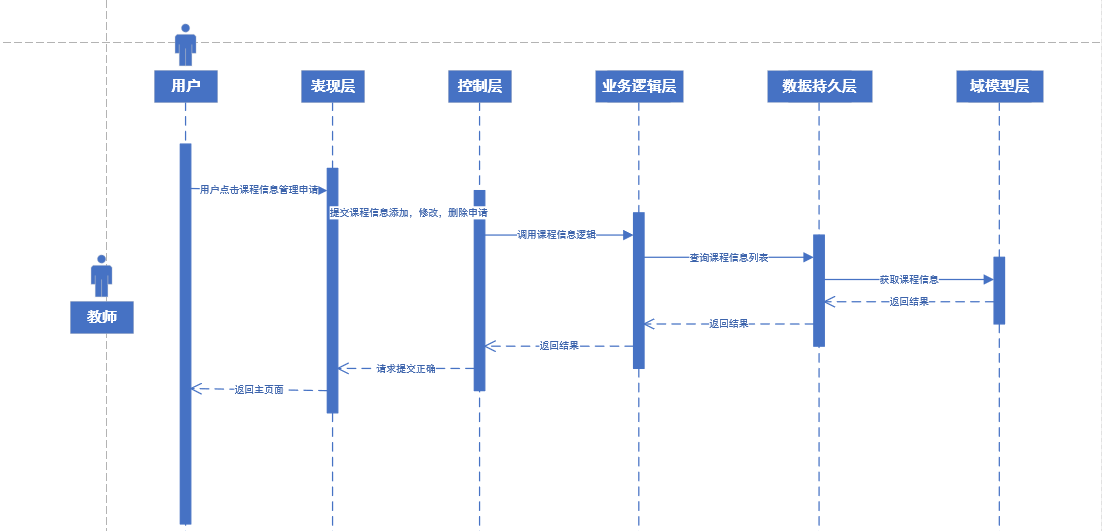 用户
表现层
控制层
业务逻辑层
数据持久层
域模型层
用户点击课程信息管理申请
提交课程信息添加，修改，删除申请
调用课程信息逻辑
查询课程信息列表
获取课程信息
返回结果
教师
返回结果
返回结果
请求提交正确
返回主页面